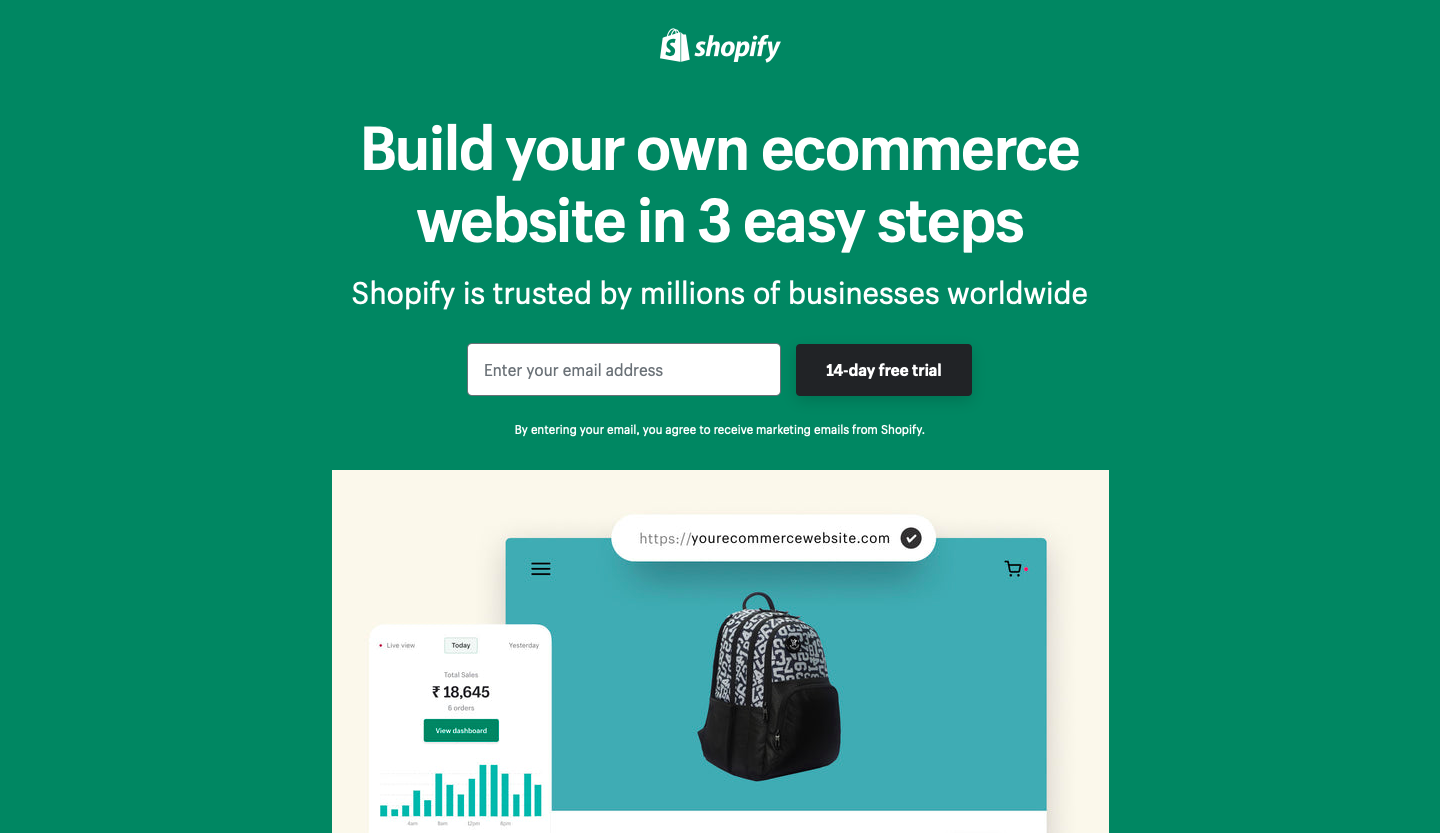 shopify
Build your own ecommerce
website in 3 easy steps
Shopify is trusted by millions of businesses worldwide
Enter your email address
14-day free trial
By entering your email, you agree to receive marketing emails from Shopify.
https://yourecommercewebsite.com
Live view
Today
Yesterday
Total Sales
₹ 18,645
6 orders
View dashboard
4am
8am
12pm
8pm